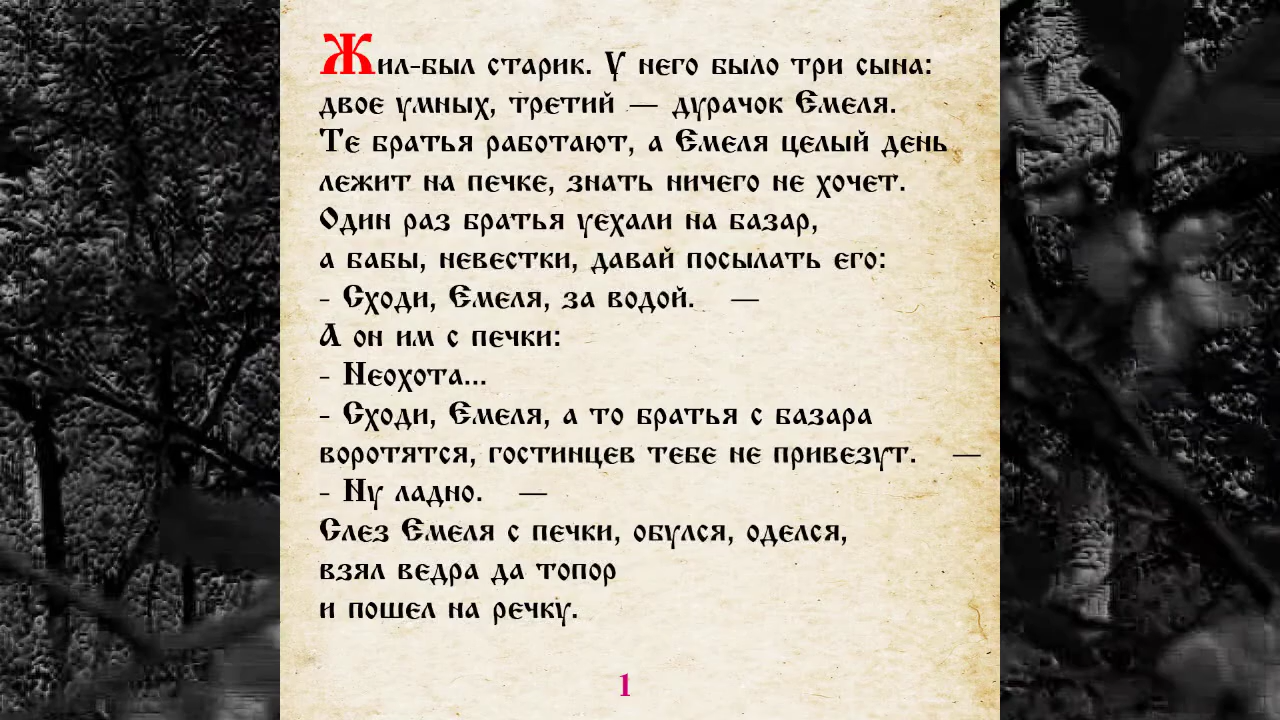 Жил-был старик. У него было три сына:
двое умных, третий — дурачок Емеля.
Те братья работают, а Емеля целый день
лежит на печке, знать ничего не хочет.
Один раз братья уехали на базар,
а бабы, невестки, давай посылать его:
- Сходи, Емеля, за водой. —
А он им с печки:
- Неохота...
- Сходи, Емеля, а то братья с базара
воротятся, гостинцев тебе не привезут. —
- Ну ладно. —
Слез Емеля с печки, обулся, оделся,
взял ведра да топор
и пошел на речку.
1